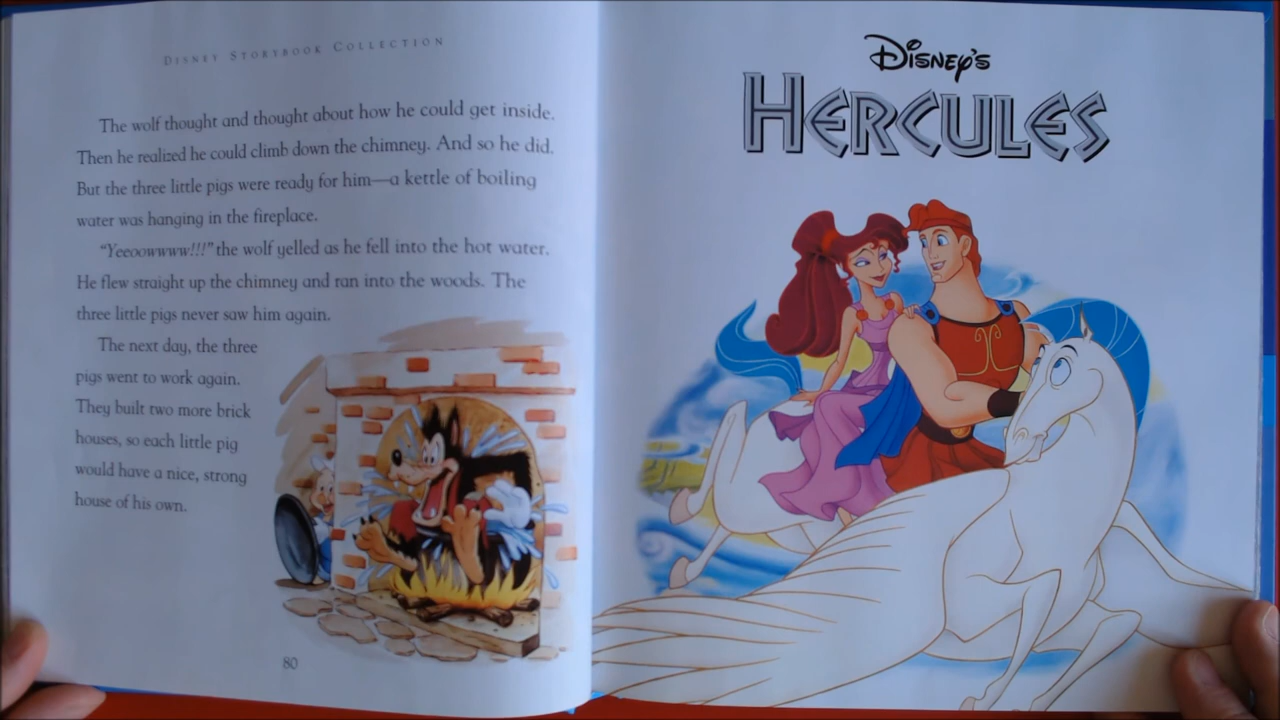 DISNEY STORYBOOK COLLECTION
The wolf thought and thought about how he could get inside.
Then he realized he could climb down the chimney. And so he did.
But the three little pigs were ready for him—a kettle of boiling
water was hanging in the fireplace.
"Yeeoowwww!!!" the wolf yelled as he fell into the hot water.
He flew straight up the chimney and ran into the woods. The
three little pigs never saw him again.
The next day, the three
pigs went to work again.
They built two more brick
houses, so each little pig
would have a nice, strong
house of his own.
80
DISNEY'S
HERCULES